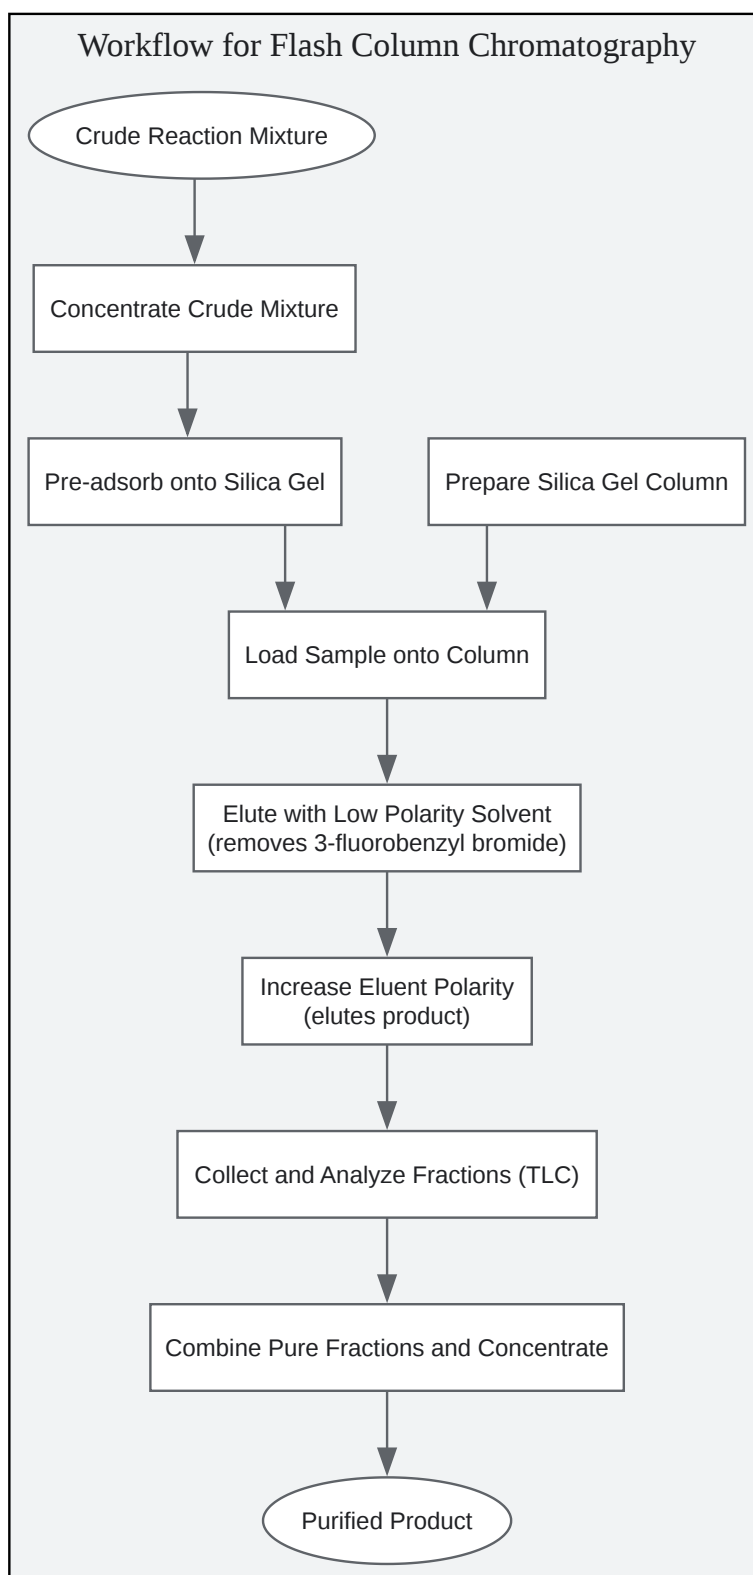 Workflow for Flash Column Chromatography
Crude Reaction Mixture
Concentrate Crude Mixture
Pre-adsorb onto Silica Gel
Prepare Silica Gel Column
Load Sample onto Column
Elute with Low Polarity Solvent
(removes 3-fluorobenzyl bromide)
Increase Eluent Polarity
(elutes product)
Collect and Analyze Fractions (TLC)
Combine Pure Fractions and Concentrate
Purified Product